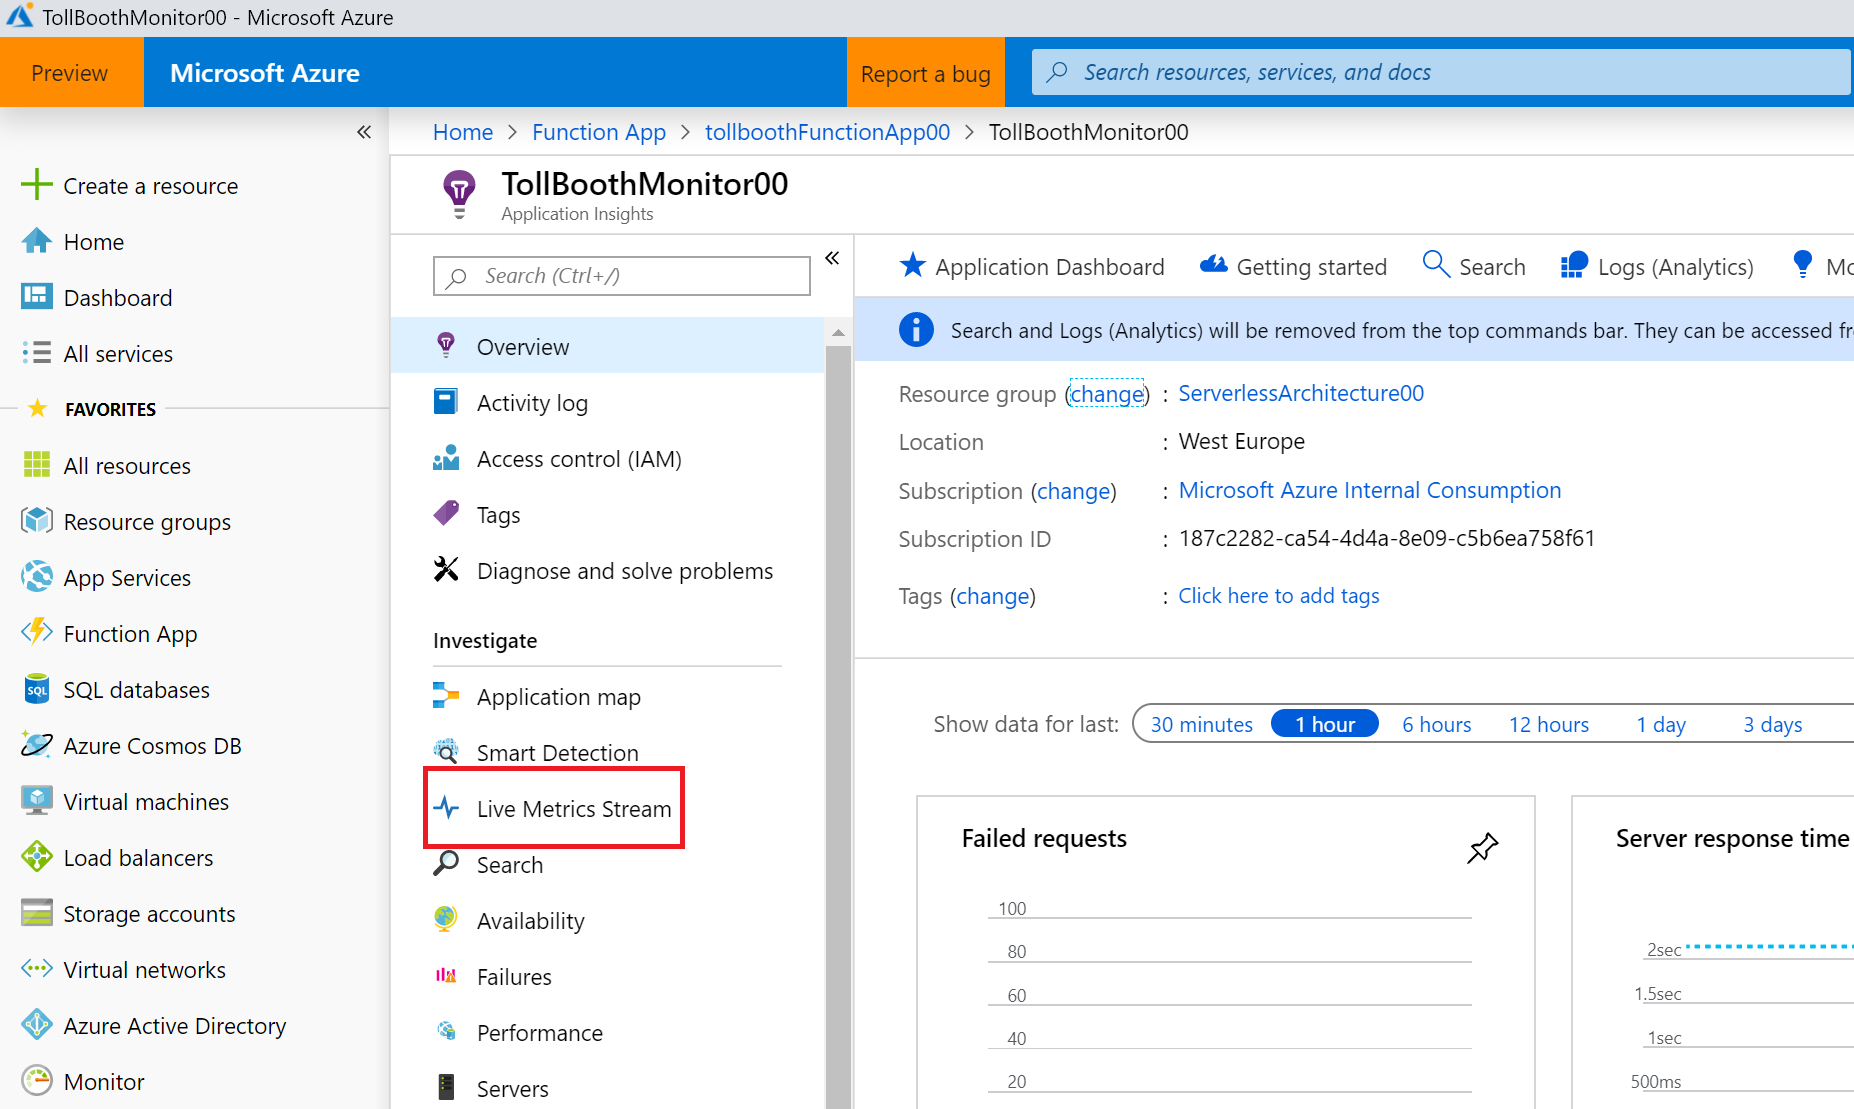 TollBoothMonitor00 - Microsoft Azure
Preview
Microsoft Azure
Report a bug
Search resources, services, and docs
Create a resource
Home
Dashboard
All services
FAVORITES
All resources
Resource groups
App Services
Function App
SQL
SQL databases
Azure Cosmos DB
Virtual machines
Load balancers
Storage accounts
Virtual networks
Azure Active Directory
Monitor
Home > Function App > tollboothFunctionApp00 > TollBoothMonitor00
TollBoothMonitor00
Application Insights
Search (Ctrl+/)
Overview
Activity log
Access control (IAM)
Tags
Diagnose and solve problems
Investigate
Application map
Smart Detection
Live Metrics Stream
Search
Availability
Failures
Performance
Servers
Application Dashboard
Getting started
Search
Logs (Analytics)
Mo
Search and Logs (Analytics) will be removed from the top commands bar. They can be accessed fr
Resource group (change) : ServerlessArchitecture00
Location : West Europe
Subscription (change) : Microsoft Azure Internal Consumption
Subscription ID : 187c2282-ca54-4d4a-8e09-c5b6ea758f61
Tags (change) : Click here to add tags
Show data for last: 30 minutes 1 hour 6 hours 12 hours 1 day 3 days
Failed requests
100
80
60
40
20
Server response time
2sec
1.5sec
1sec
500ms